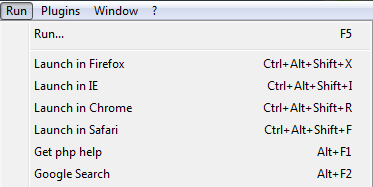 Run Plugins Window ?
Run... F5
Launch in Firefox Ctrl+Alt+Shift+X
Launch in IE Ctrl+Alt+Shift+I
Launch in Chrome Ctrl+Alt+Shift+R
Launch in Safari Ctrl+Alt+Shift+F
Get php help Alt+F1
Google Search Alt+F2